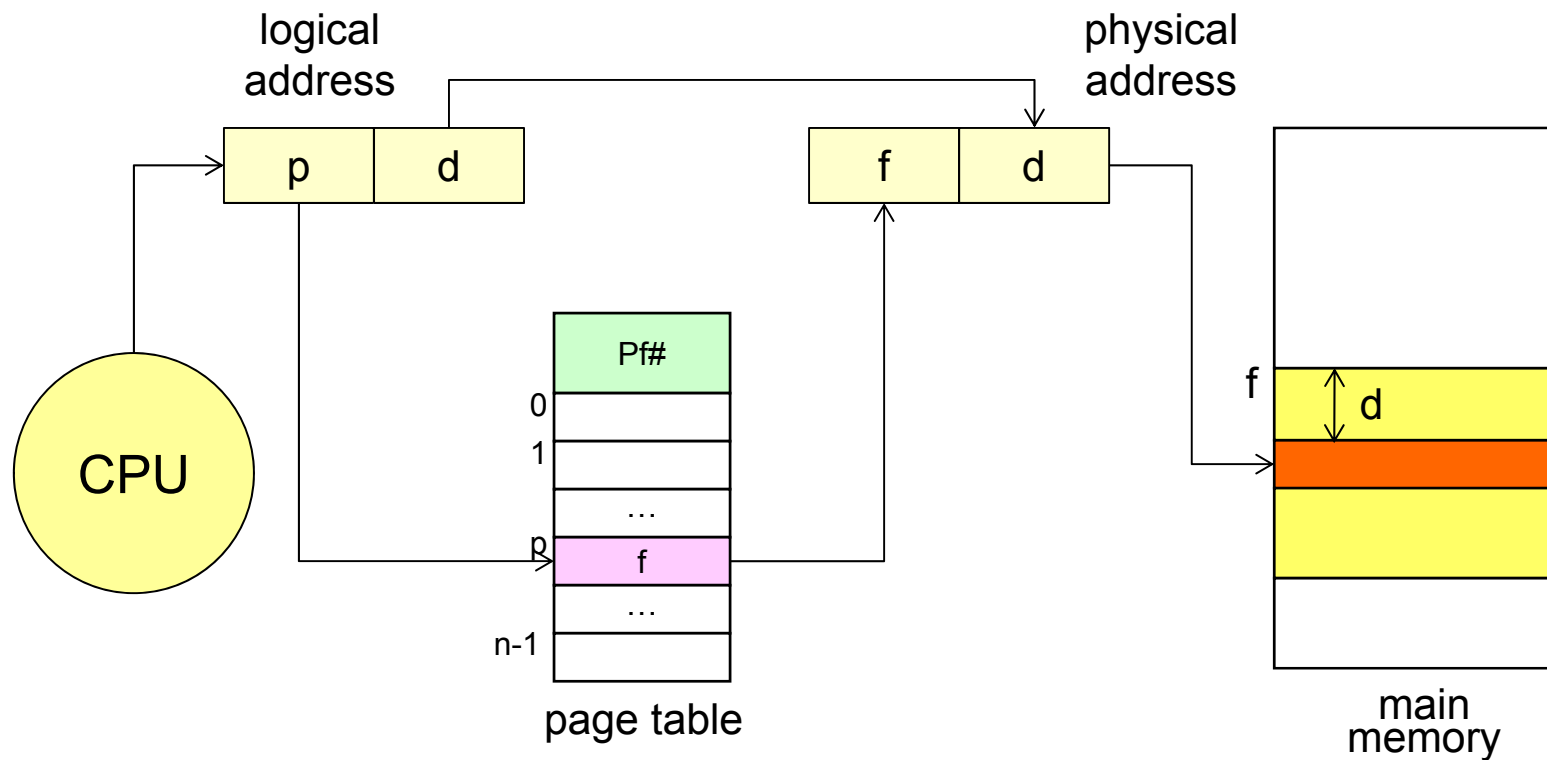 logical
address
physical
address
p
d
f
d
Pf#
0
1
…
p
f
…
n-1
page table
CPU
f
d
main
memory